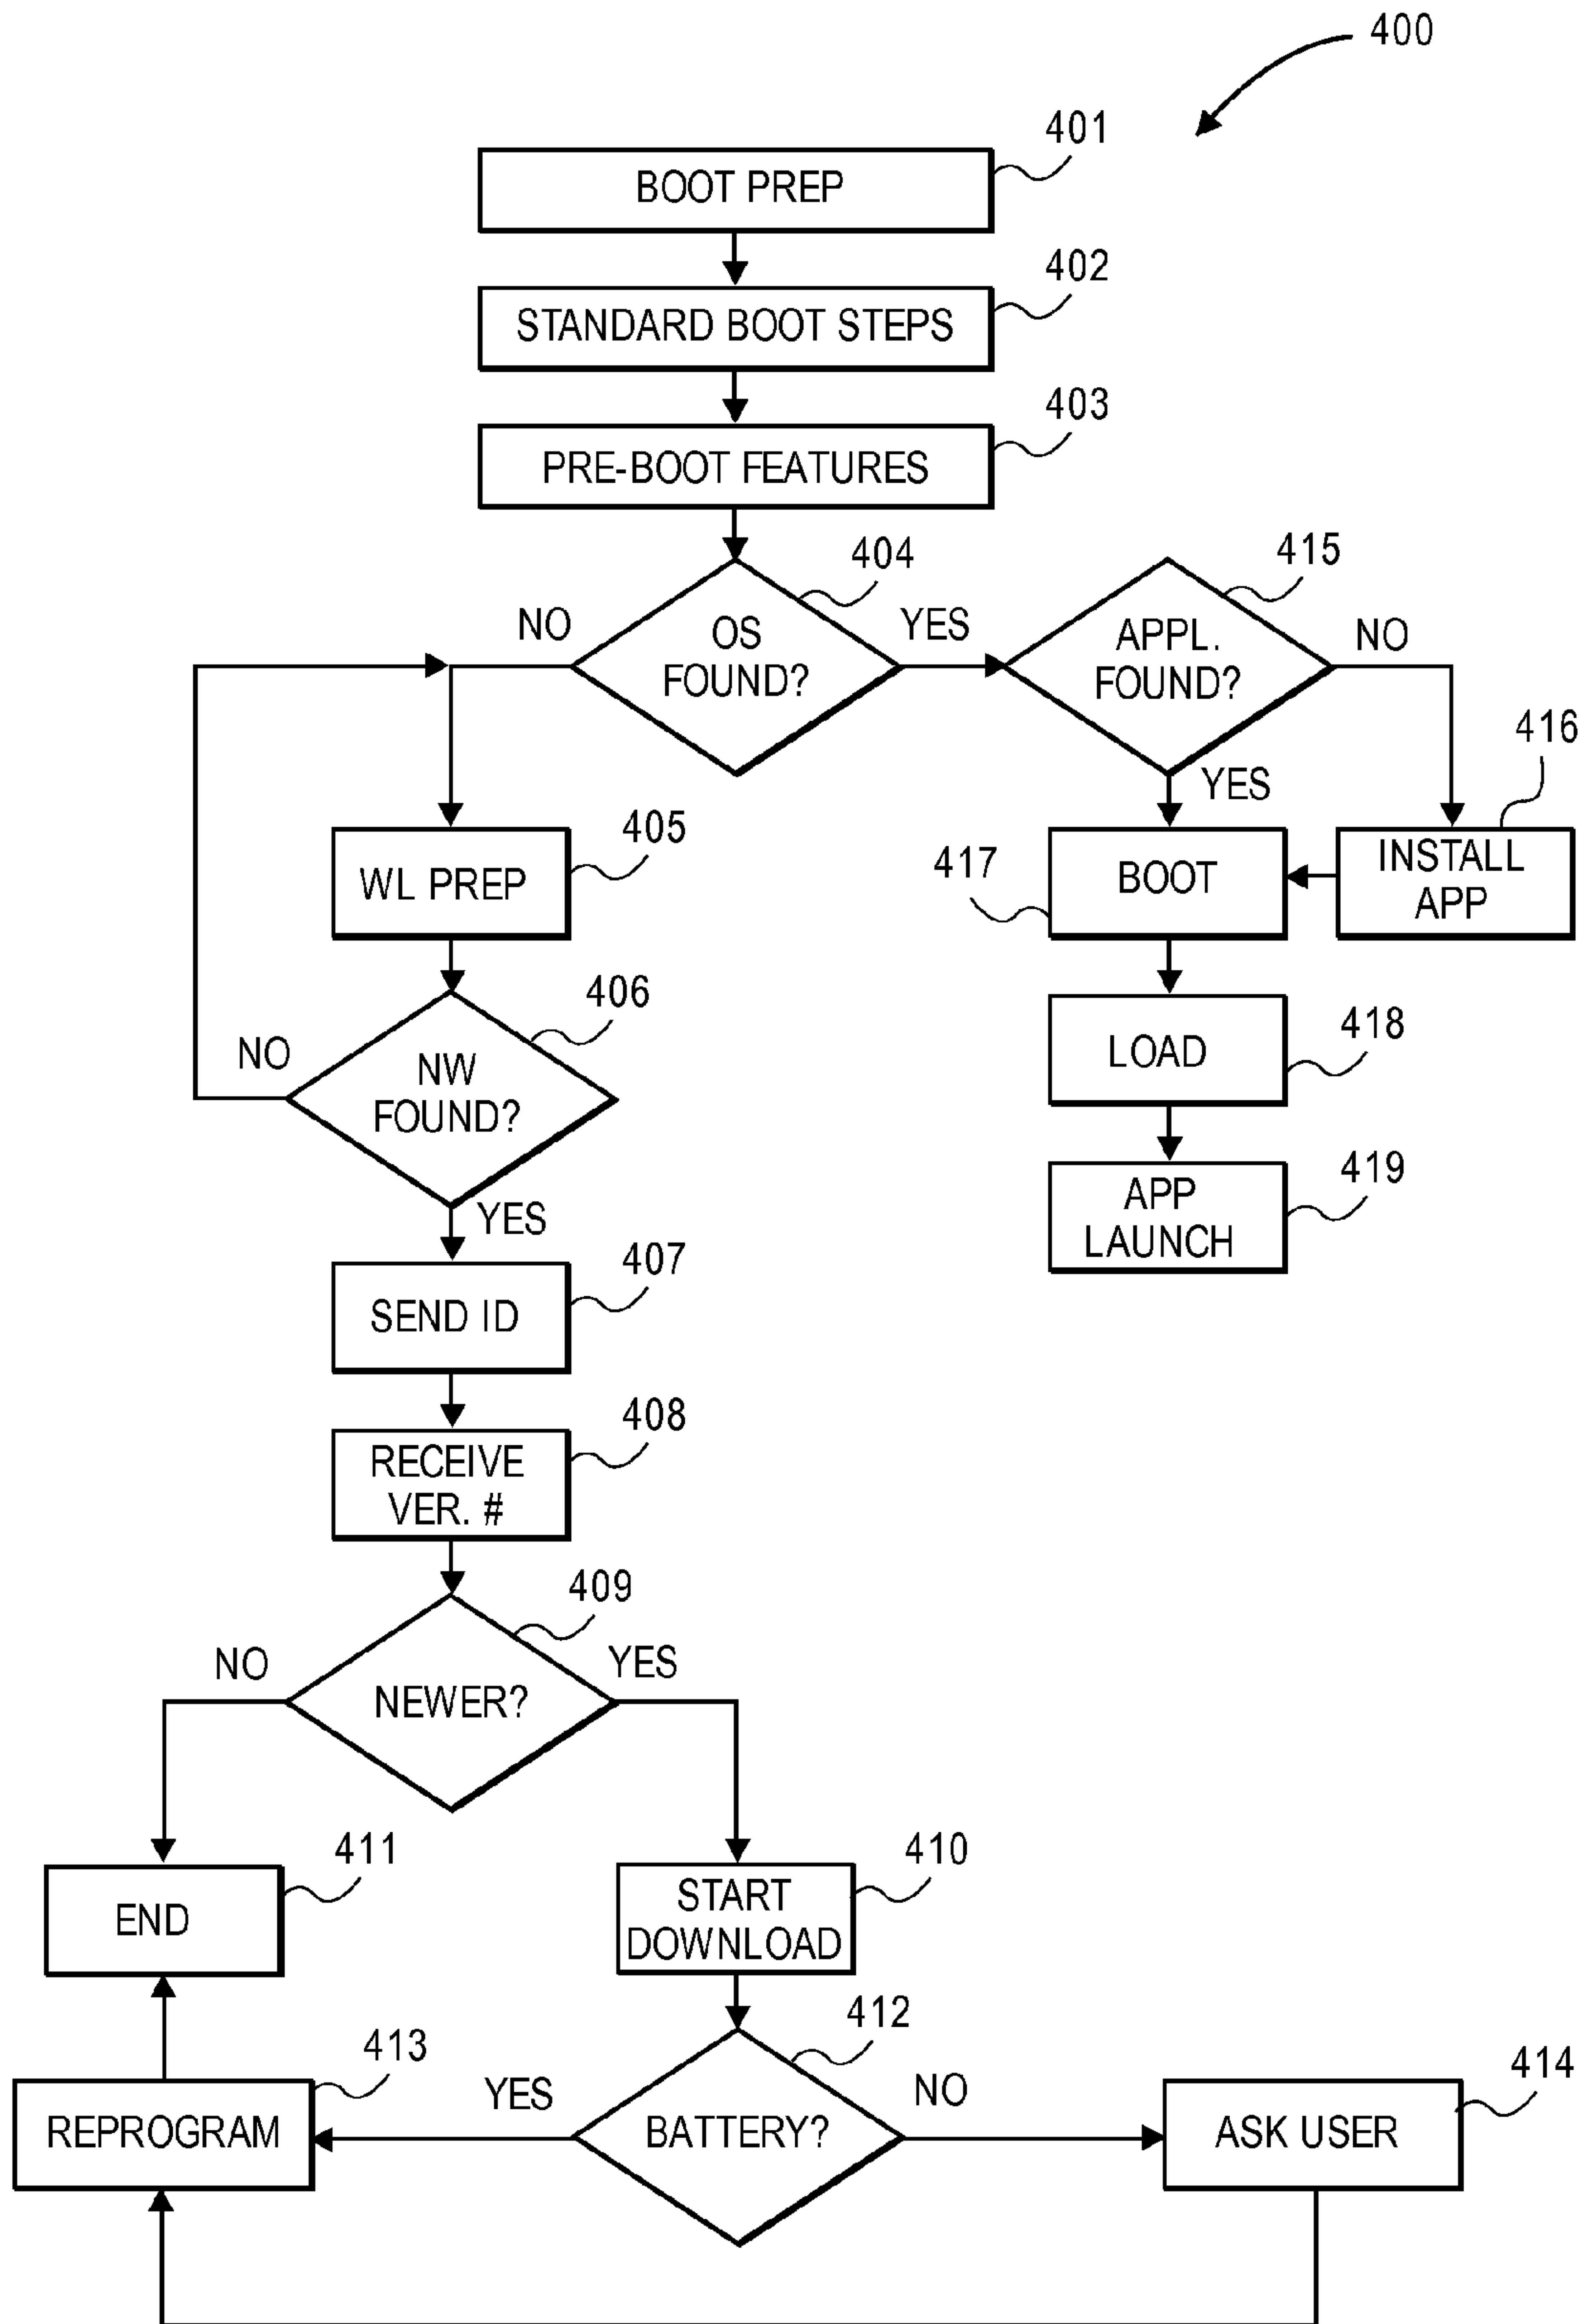 400
401
BOOT PREP
402
STANDARD BOOT STEPS
403
PRE-BOOT FEATURES
404
415
NO
OS
FOUND?
YES
APPL.
FOUND?
NO
416
YES
405
WL PREP
417
BOOT
INSTALL
APP
406
NO
NW
FOUND?
418
LOAD
YES
419
APP
LAUNCH
407
SEND ID
408
RECEIVE
VER. #
409
NO
YES
NEWER?
411
END
410
START
DOWNLOAD
412
413
YES
NO
414
REPROGRAM
BATTERY?
ASK USER